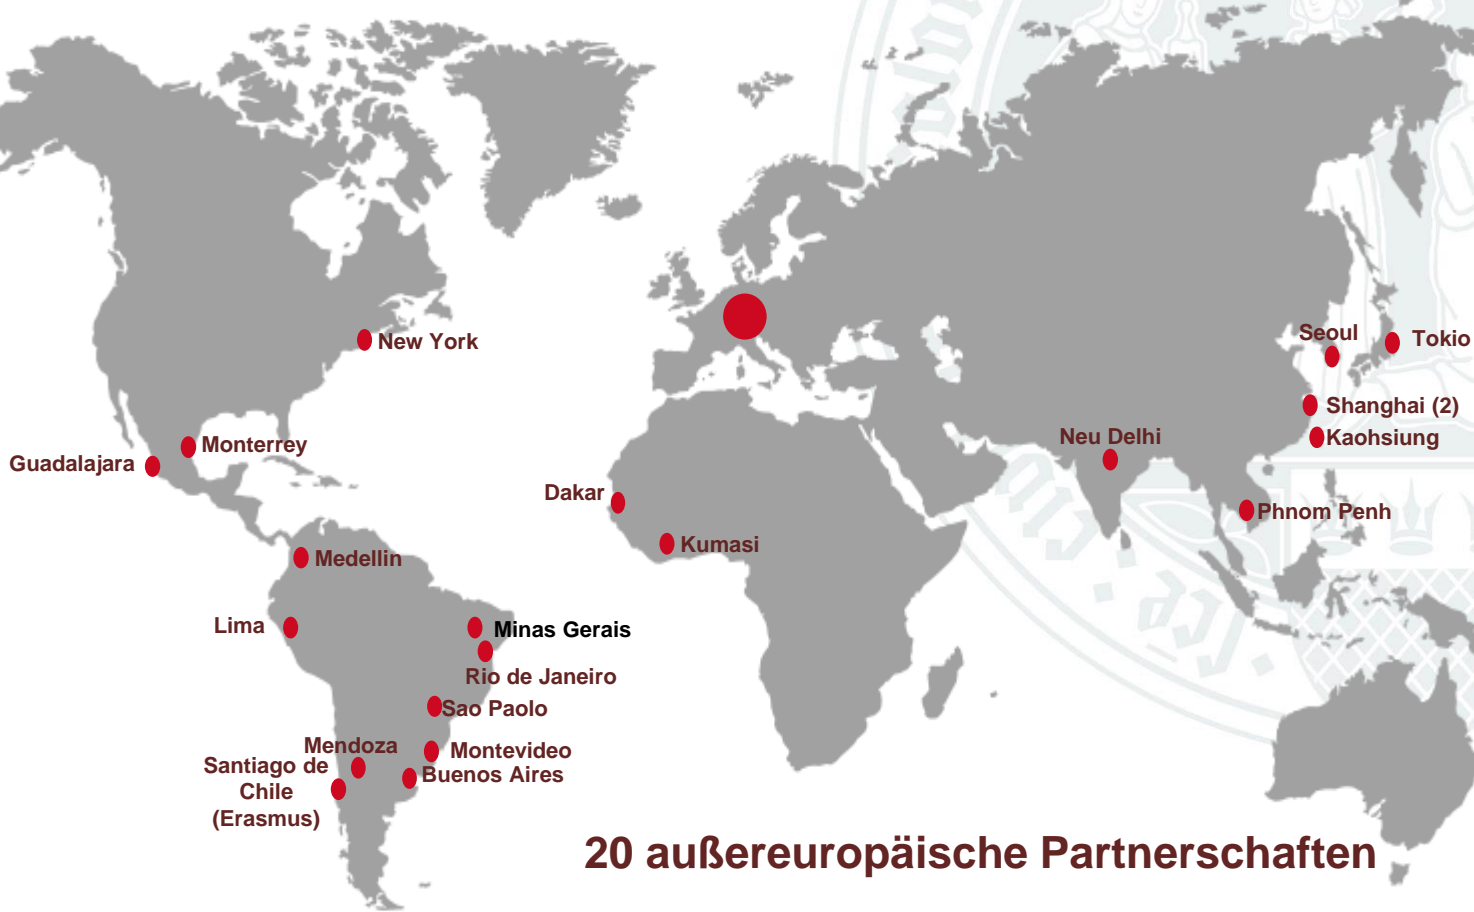 New York
Seoul
Tokio
Shanghai (2)
Kaohsiung
Neu Delhi
Monterrey
Guadalajara
Dakar
Phnom Penh
Kumasi
Medellin
Lima
Minas Gerais
Rio de Janeiro
Sao Paolo
Mendoza
Montevideo
Santiago de
Chile
(Erasmus)
Buenos Aires
20 außereuropäische Partnerschaften